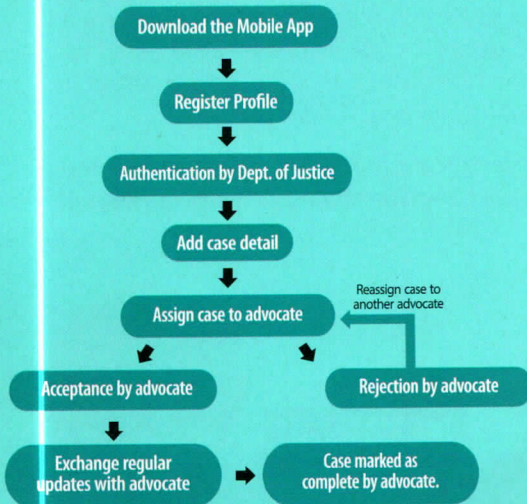 Download the Mobile App
Register Profile
Authentication by Dept. of Justice
Add case detail
Assign case to advocate
Reassign case to
another advocate
Acceptance by advocate
Rejection by advocate
Exchange regular
updates with advocate
Case marked as
complete by advocate.